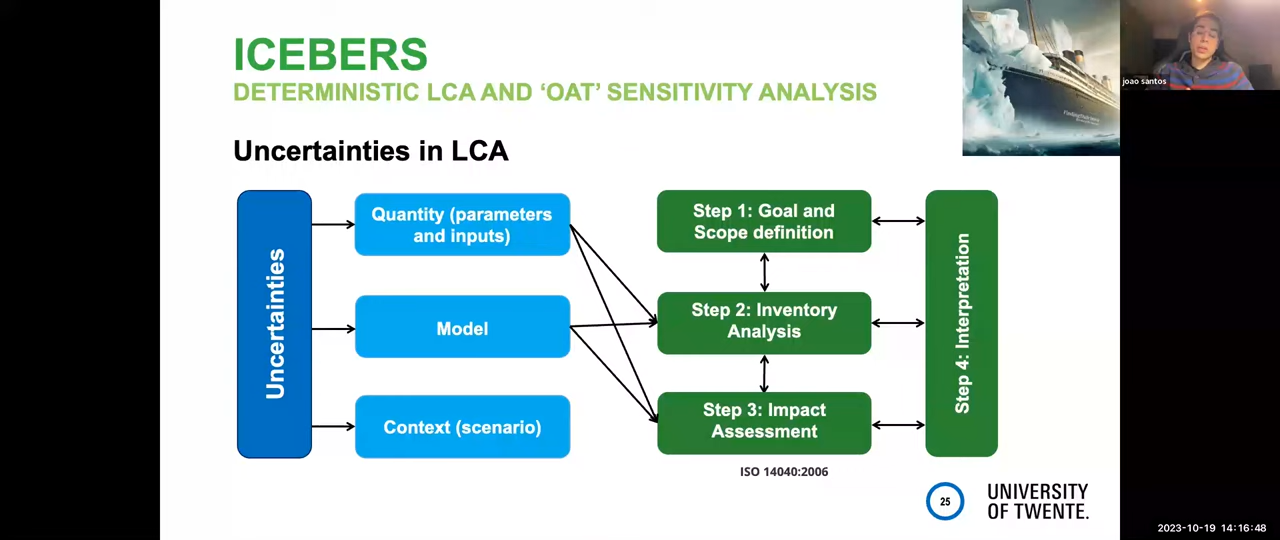 ICEBERS
DETERMINISTIC LCA AND ‘OAT’ SENSITIVITY ANALYSIS
joao santos
Uncertainties in LCA
Uncertainties
Quantity (parameters
and inputs)
Model
Context (scenario)
Step 1: Goal and
Scope definition
Step 2: Inventory
Analysis
Step 3: Impact
Assessment
Step 4: Interpretation
ISO 14040:2006
25
UNIVERSITY
OF TWENTE.
2023-10-19 14:16:48